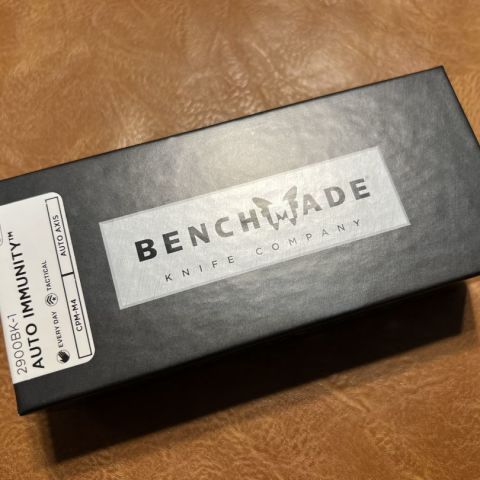 BENCHMADE®
KNIFE COMPANY
2900BK-1
AUTO IMMUNITY™
EVERY DAY TACTICAL
CPM-M4 AUTO AXIS